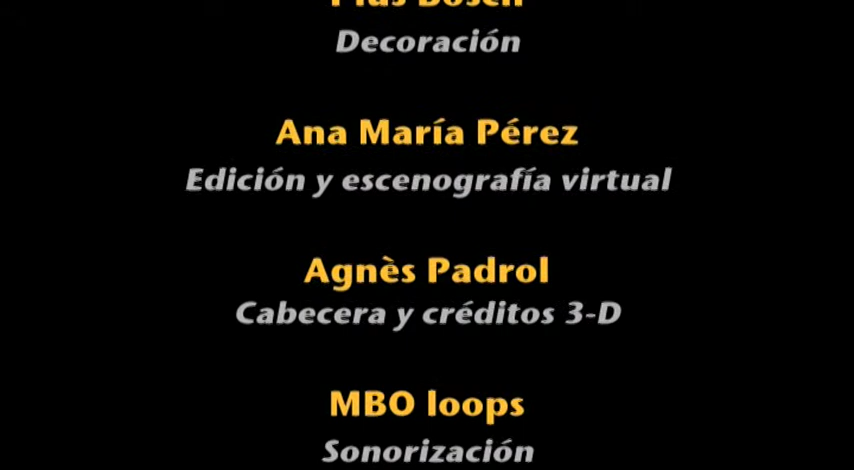 Decoración
Ana María Pérez
Edición y escenografía virtual
Agnès Padrol
Cabecera y créditos 3-D
MBO loops
Sonorización